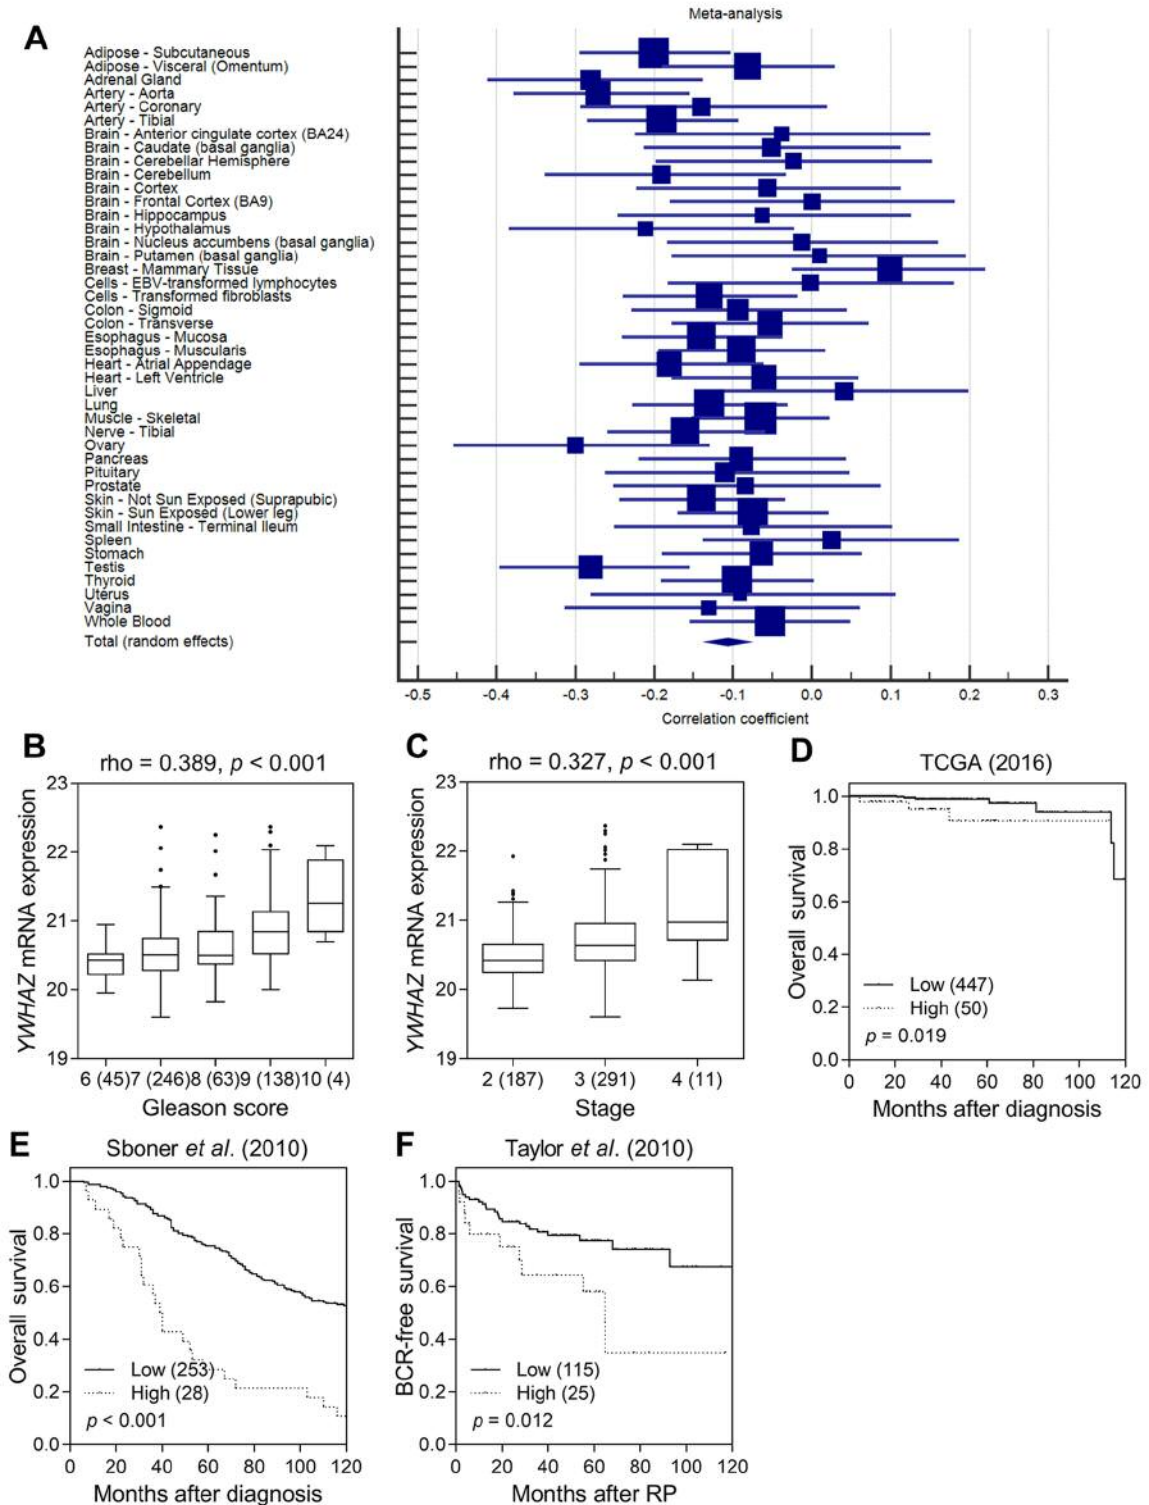 Meta-analysis
A
Adipose - Subcutaneous
Adipose - Visceral (Omentum)
Adrenal Gland
Artery - Aorta
Artery - Coronary
Artery - Tibial
Brain - Anterior cingulate cortex (BA24)
Brain - Caudate (basal ganglia)
Brain - Cerebellar Hemisphere
Brain - Cerebellum
Brain - Cortex
Brain - Frontal Cortex (BA9)
Brain - Hippocampus
Brain - Hypothalamus
Brain - Nucleus accumbens (basal ganglia)
Brain - Putamen (basal ganglia)
Breast - Mammary Tissue
Cells - EBV-transformed lymphocytes
Cells - Transformed fibroblasts
Colon - Sigmoid
Colon - Transverse
Esophagus - Mucosa
Esophagus - Muscularis
Heart - Atrial Appendage
Heart - Left Ventricle
Liver
Lung
Muscle - Skeletal
Nerve - Tibial
Ovary
Pancreas
Pituitary
Prostate
Skin - Not Sun Exposed (Suprapubic)
Skin - Sun Exposed (Lower leg)
Small Intestine - Terminal Ileum
Spleen
Stomach
Testis
Thyroid
Uterus
Vagina
Whole Blood
Total (random effects)
-0.5 -0.4 -0.3 -0.2 -0.1 0.0 0.1 0.2 0.3
Correlation coefficient
B
rho = 0.389, p < 0.001
YWHAZ mRNA expression
23
22
21
20
19
6 (45)7 (246)8 (63)9 (138)10 (4)
Gleason score
C
rho = 0.327, p < 0.001
YWHAZ mRNA expression
23
22
21
20
19
2 (187) 3 (291) 4 (11)
Stage
D
TCGA (2016)
Overall survival
1.0
0.8
0.6
0.4
0.2
0.0
Low (447)
High (50)
p = 0.019
0 20 40 60 80 100 120
Months after diagnosis
E
Sboner et al. (2010)
Overall survival
1.0
0.8
0.6
0.4
0.2
0.0
Low (253)
High (28)
p < 0.001
0 20 40 60 80 100 120
Months after diagnosis
F
Taylor et al. (2010)
BCR-free survival
1.0
0.8
0.6
0.4
0.2
0.0
Low (115)
High (25)
p = 0.012
0 20 40 60 80 100 120
Months after RP